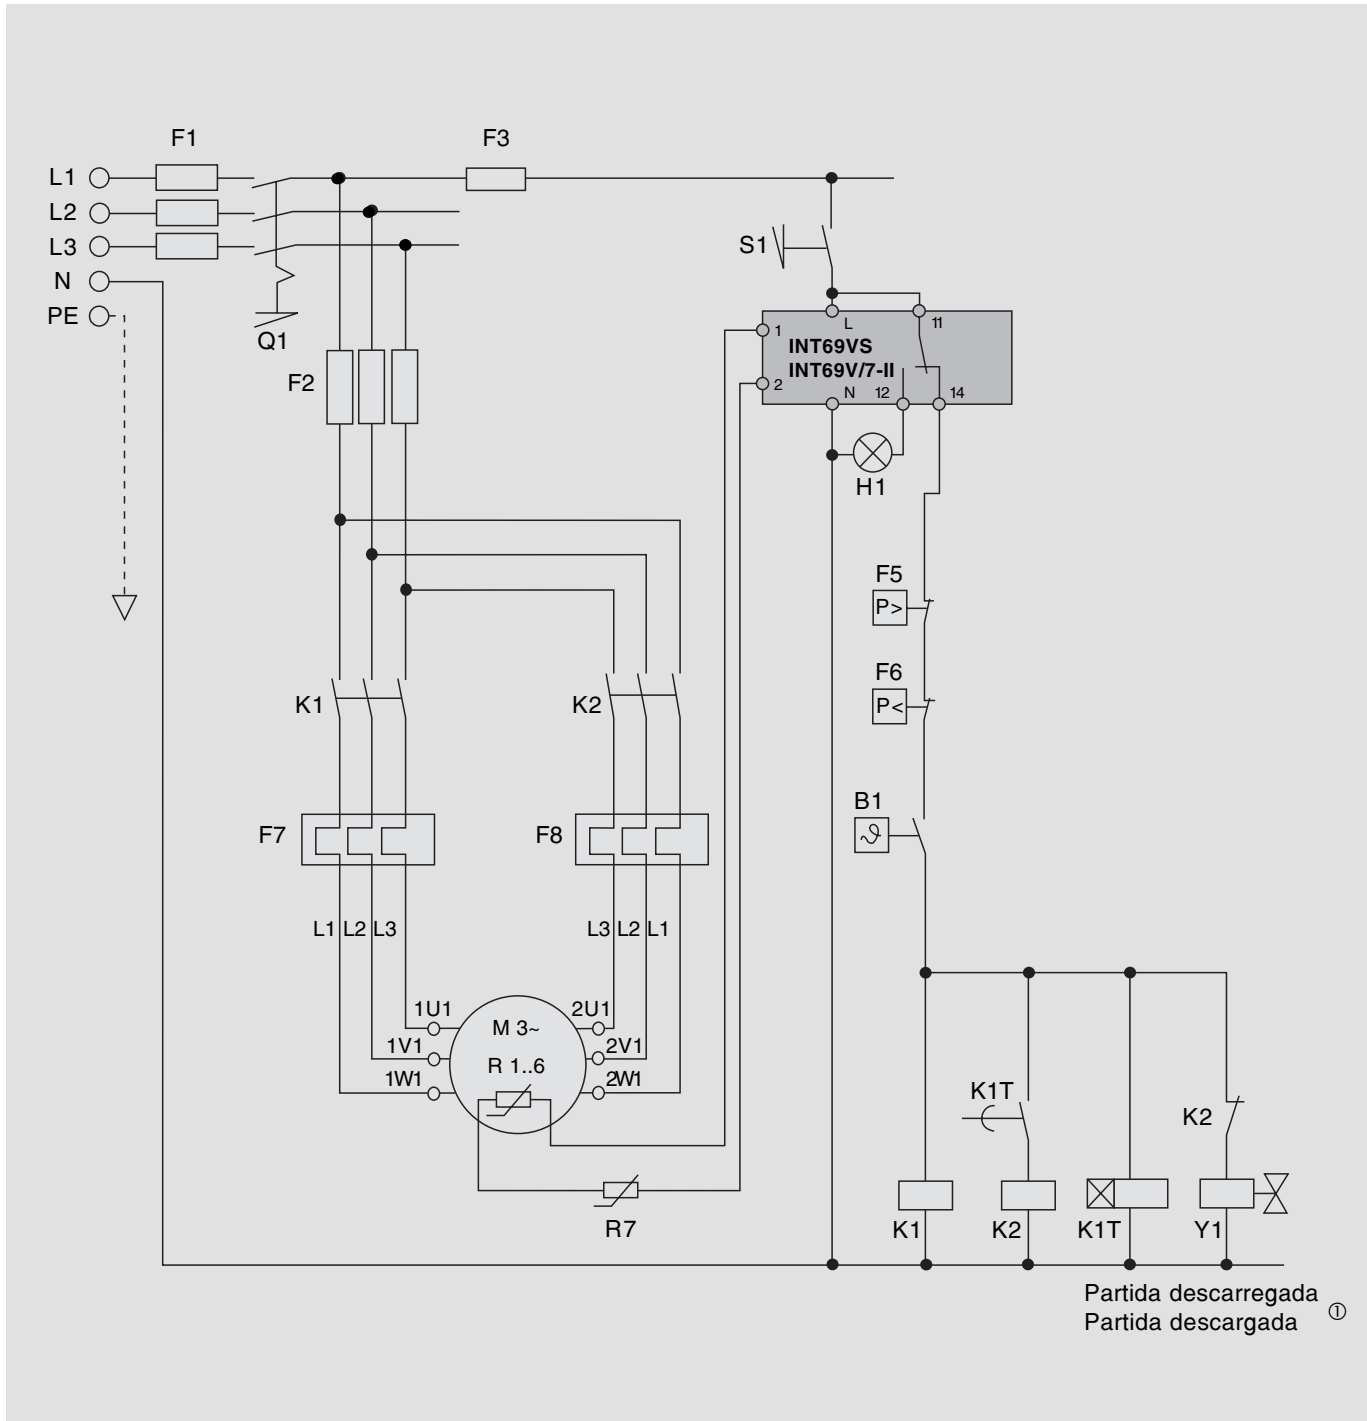 F1
F3
L1
L2
L3
N
PE
S1
Q1
F2
1
L
11
INT69VS
INT69V/7-II
2
N
12
14
H1
F5
P>
F6
P<
K1
K2
B1
ϑ
F7
F8
L1
L2
L3
L3
L2
L1
1U1
2U1
M 3~
1V1
2V1
R 1..6
1W1
2W1
K1T
K2
R7
K1
K2
K1T
Y1
Partida descarregada
Partida descargada ①